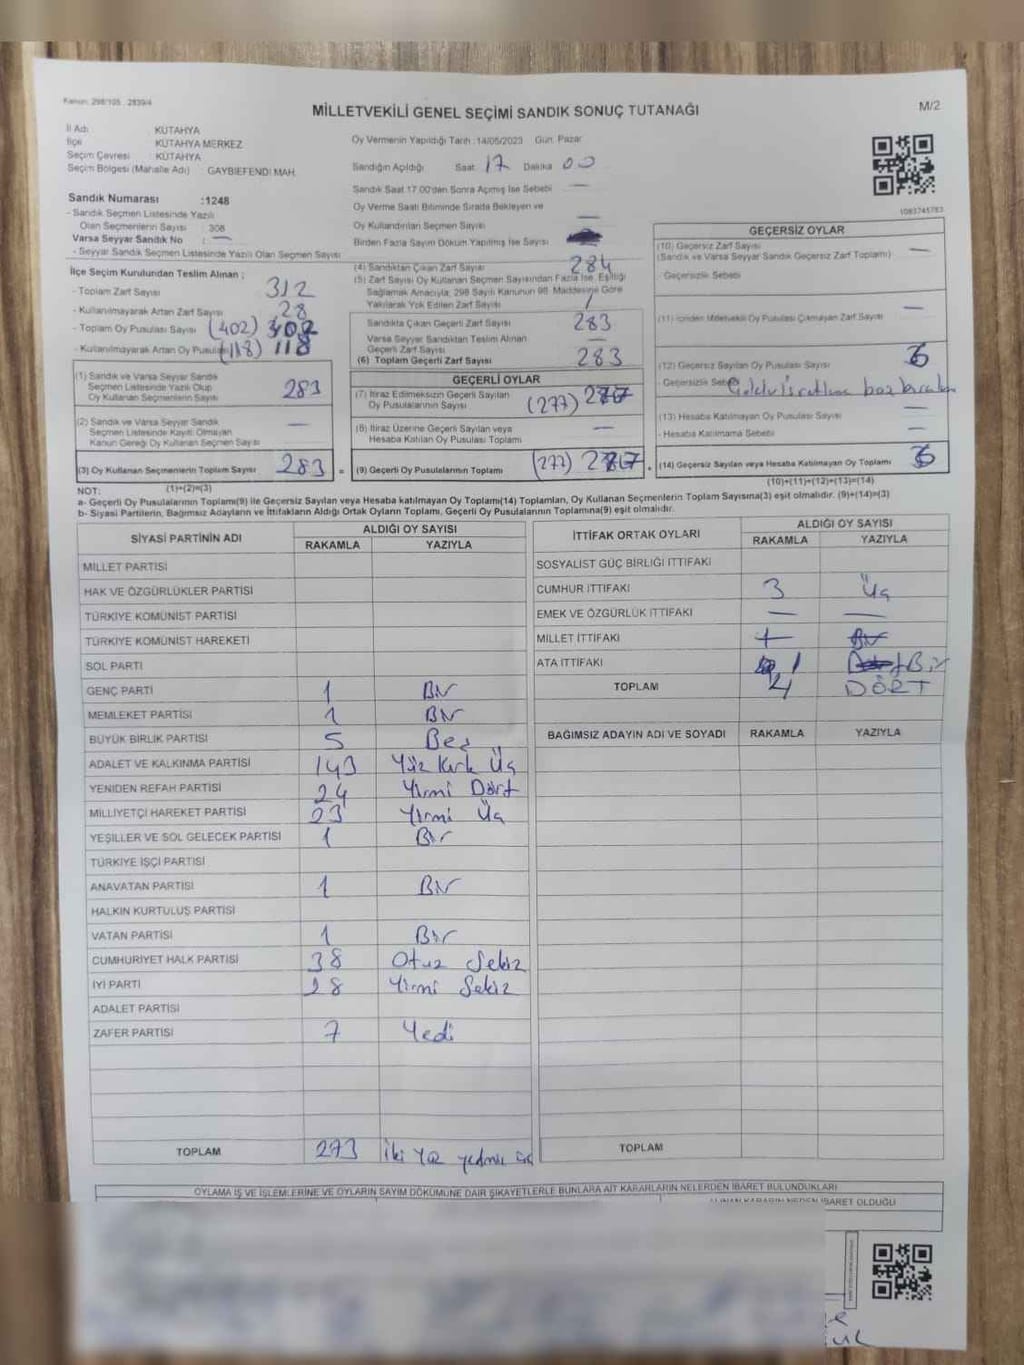 Kanun: 298/105 , 2839/4
MİLLETVEKİLİ GENEL SEÇİMİ SANDIK SONUÇ TUTANAĞI
M/2
İl Adı : KÜTAHYA
İlçe : KÜTAHYA MERKEZ
Seçim Çevresi : KÜTAHYA
Seçim Bölgesi (Mahalle Adı) GAYBİEFENDİ MAH.
Sandık Numarası :1248
- Sandık Seçmen Listesinde Yazılı
Olan Seçmenlerin Sayısı : 308
Varsa Seyyar Sandık No : —
- Seyyar Sandık Seçmen Listesinde Yazılı Olan Seçmen Sayısı
Oy Vermenin Yapıldığı Tarih :14/05/2023 Gün: Pazar
Sandığın Açıldığı Saat: 17 Dakika 00
Sandık Saat 17.00'den Sonra Açılmış İse Sebebi —
Oy Verme Saati Bitiminde Sırada Bekleyen ve
Oy Kullandırılan Seçmen Sayısı —
Birden Fazla Sayım Döküm Yapılmış İse Sayısı
1083745783
İlçe Seçim Kurulundan Teslim Alınan ;
- Toplam Zarf Sayısı 312
- Kullanılmayarak Artan Zarf Sayısı 28
- Toplam Oy Pusulası Sayısı (402) 402
- Kullanılmayarak Artan Oy Pusulası (118) 118
(1) Sandık ve Varsa Seyyar Sandık
Seçmen Listesinde Yazılı Olup
Oy Kullanan Seçmenlerin Sayısı 283
(2) Sandık ve Varsa Seyyar Sandık
Seçmen Listesinde Kayıtlı Olmayan
Kanun Gereği Oy Kullanan Seçmen Sayısı —
(3) Oy Kullanan Seçmenlerin Toplam Sayısı 283 =
(1)+(2)=(3)
(4) Sandıktan Çıkan Zarf Sayısı 284
(5) Zarf Sayısı Oy Kullanan Seçmen Sayısından Fazla İse, Eşitliği
Sağlamak Amacıyla, 298 Sayılı Kanunun 98. Maddesine Göre
Yakılarak Yok Edilen Zarf Sayısı 1
Sandıkta Çıkan Geçerli Zarf Sayısı 283
Varsa Seyyar Sandıktan Teslim Alınan
Geçerli Zarf Sayısı —
(6) Toplam Geçerli Zarf Sayısı 283
GEÇERLİ OYLAR
(7) İtiraz Edilmeksizin Geçerli Sayılan
Oy Pusulalarının Sayısı (277) 277
(8) İtiraz Üzerine Geçerli Sayılan veya
Hesaba Katılan Oy Pusulası Toplamı —
(9) Geçerli Oy Pusulalarının Toplamı (277) 277
GEÇERSİZ OYLAR
(10) Geçersiz Zarf Sayısı
(Sandık ve Varsa Seyyar Sandık Geçersiz Zarf Toplamı) —
- Geçersizlik Sebebi
(11) İçinden Milletvekili Oy Pusulası Çıkmayan Zarf Sayısı —
(12) Geçersiz Sayılan Oy Pusulası Sayısı 6
- Geçersizlik Sebebi
(13) Hesaba Katılmayan Oy Pusulası Sayısı —
- Hesaba Katılmama Sebebi —
(14) Geçersiz Sayılan veya Hesaba Katılmayan Oy Toplamı 6
(10)+(11)+(12)+(13)=(14)
NOT:
a- Geçerli Oy Pusulalarının Toplamı(9) ile Geçersiz Sayılan veya Hesaba katılmayan Oy Toplamı(14) Toplamları, Oy Kullanan Seçmenlerin Toplam Sayısına(3) eşit olmalıdır. (9)+(14)=(3)
b- Siyasi Partilerin, Bağımsız Adayların ve İttifakların Aldığı Ortak Oyların Toplamı, Geçerli Oy Pusulalarının Toplamına(9) eşit olmalıdır.
SİYASİ PARTİNİN ADI ALDIĞI OY SAYISI
RAKAMLA YAZIYLA
MİLLET PARTİSİ
HAK VE ÖZGÜRLÜKLER PARTİSİ
TÜRKİYE KOMÜNİST PARTİSİ
TÜRKİYE KOMÜNİST HAREKETİ
SOL PARTİ
GENÇ PARTİ 1 Bir
MEMLEKET PARTİSİ 1 Bir
BÜYÜK BİRLİK PARTİSİ 5 Beş
ADALET VE KALKINMA PARTİSİ 143 Yüz Kırk Üç
YENİDEN REFAH PARTİSİ 24 Yirmi Dört
MİLLİYETÇİ HAREKET PARTİSİ 23 Yirmi Üç
YEŞİLLER VE SOL GELECEK PARTİSİ 1 Bir
TÜRKİYE İŞÇİ PARTİSİ
ANAVATAN PARTİSİ 1 Bir
HALKIN KURTULUŞ PARTİSİ
VATAN PARTİSİ 1 Bir
CUMHURİYET HALK PARTİSİ 38 Otuz Sekiz
İYİ PARTİ 28 Yirmi Sekiz
ADALET PARTİSİ
ZAFER PARTİSİ 7 Yedi
TOPLAM 273 İki Yüz yetmiş üç
İTTİFAK ORTAK OYLARI ALDIĞI OY SAYISI
RAKAMLA YAZIYLA
SOSYALİST GÜÇ BİRLİĞİ İTTİFAKI
CUMHUR İTTİFAKI 3 Üç
EMEK VE ÖZGÜRLÜK İTTİFAKI — —
MİLLET İTTİFAKI
ATA İTTİFAKI 1 Bir
TOPLAM 4 DÖRT
BAĞIMSIZ ADAYIN ADI VE SOYADI RAKAMLA YAZIYLA
TOPLAM
OYLAMA İŞ VE İŞLEMLERİNE VE OYLARIN SAYIM DÖKÜMÜNE DAİR ŞİKAYETLERLE BUNLARA AİT KARARLARIN NELERDEN İBARET BULUNDUKLARI
ALINAN KARARIN NEDEN İBARET OLDUĞU